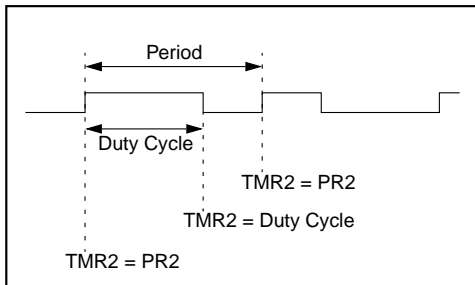 Period
Duty Cycle
TMR2 = PR2
TMR2 = Duty Cycle
TMR2 = PR2